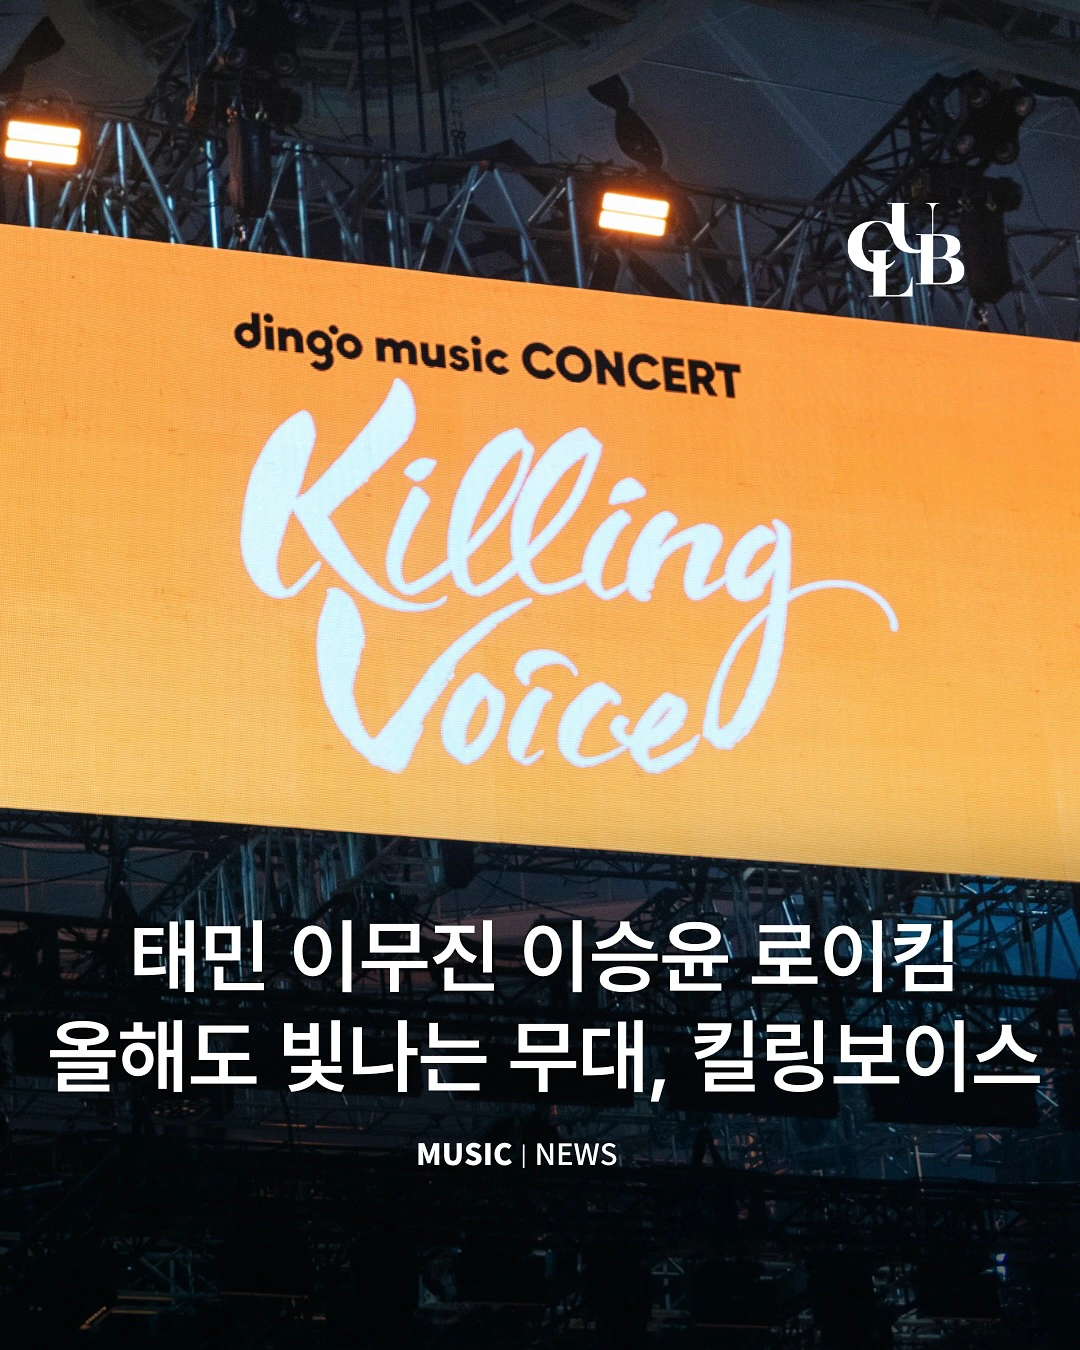 CLUB
dingo music CONCERT
Killing
Voice
태민 이무진 이승윤 로이킴
올해도 빛나는 무대, 킬링보이스
MUSIC | NEWS